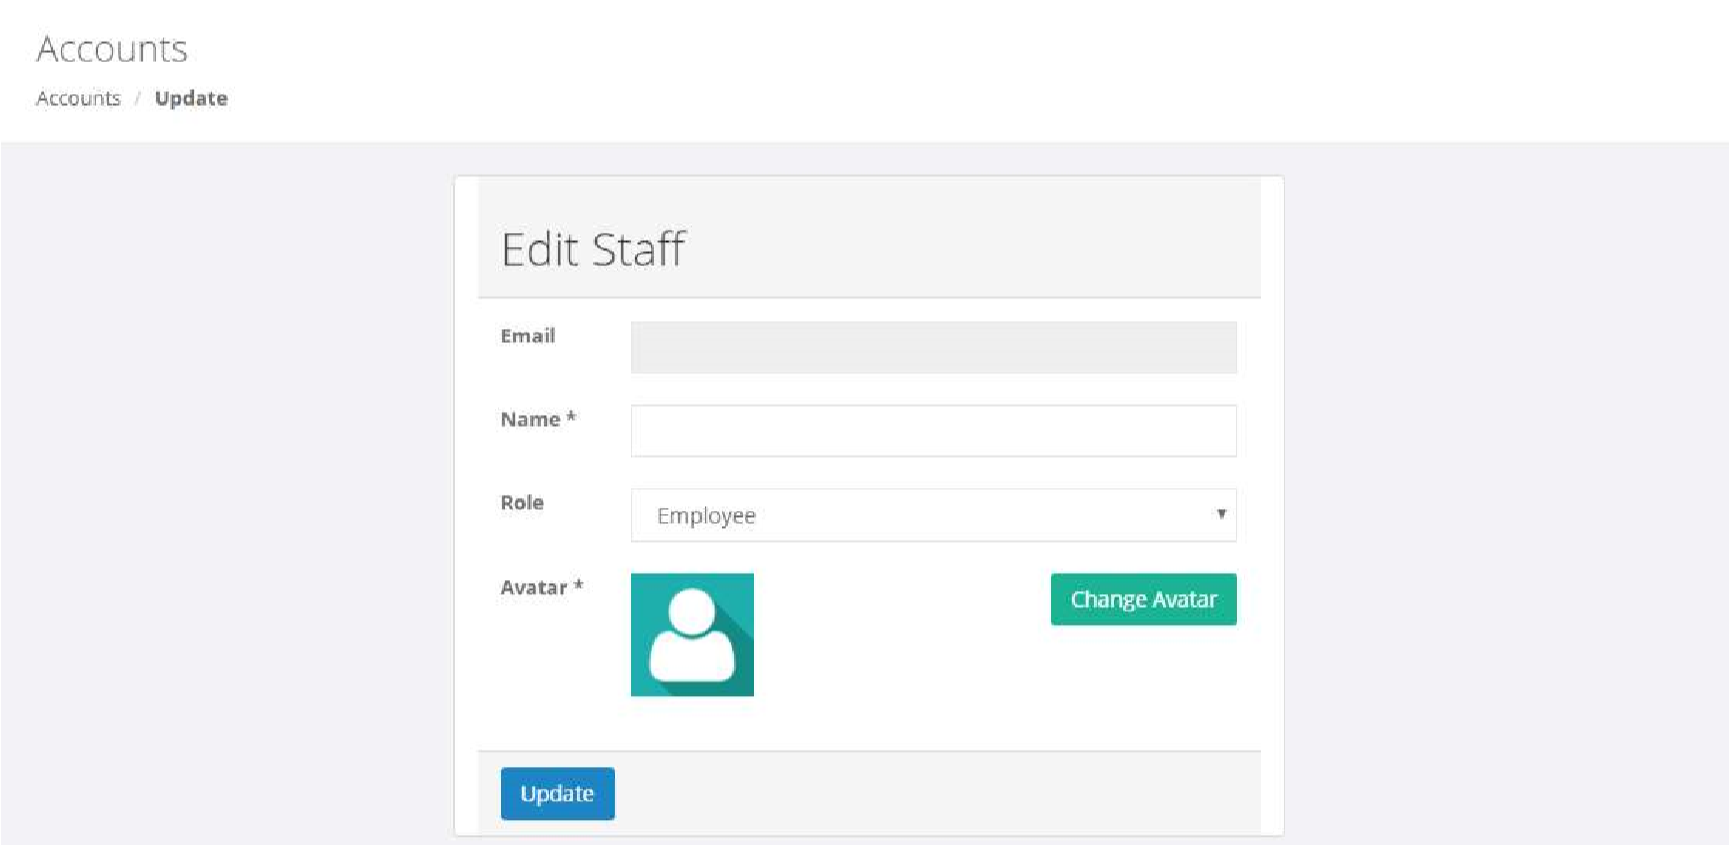 Accounts
Accounts / Update
Edit Staff
Email
Name *
Role
Employee
Avatar *
Change Avatar
Update